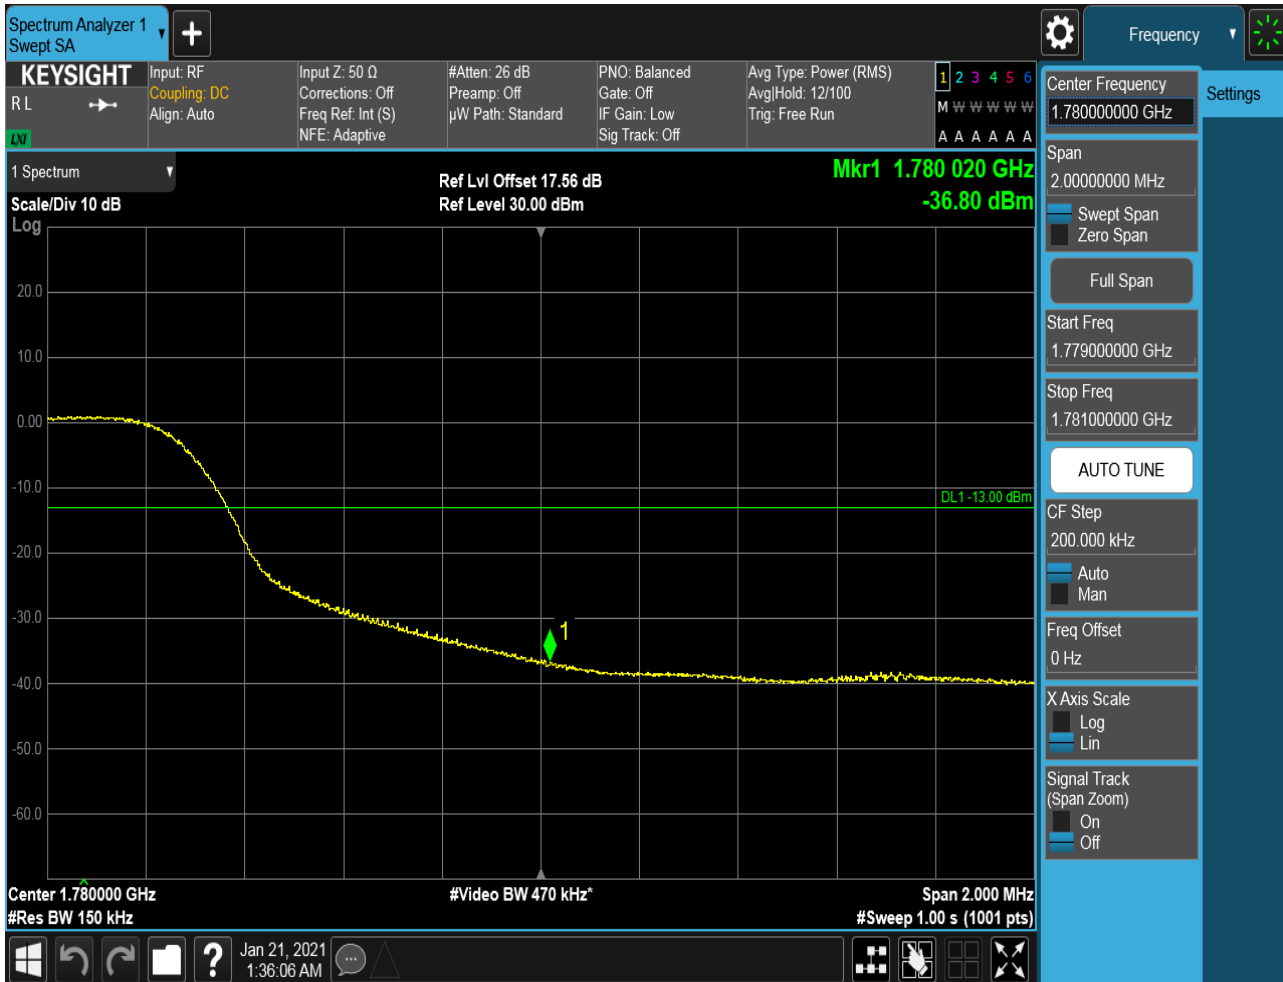 Spectrum Analyzer 1
Swept SA
+
Frequency
KEYSIGHT
R L
LXI
Input: RF
Coupling: DC
Align: Auto
Input Z: 50 Ω
Corrections: Off
Freq Ref: Int (S)
NFE: Adaptive
#Atten: 26 dB
Preamp: Off
µW Path: Standard
PNO: Balanced
Gate: Off
IF Gain: Low
Sig Track: Off
Avg Type: Power (RMS)
Avg|Hold: 12/100
Trig: Free Run
1 2 3 4 5 6
M W W W W W
A A A A A A
1 Spectrum
Scale/Div 10 dB
Log
Ref Lvl Offset 17.56 dB
Ref Level 30.00 dBm
Mkr1 1.780 020 GHz
-36.80 dBm
20.0
10.0
0.00
-10.0
-20.0
-30.0
-40.0
-50.0
-60.0
DL1 -13.00 dBm
1
Center 1.780000 GHz
#Res BW 150 kHz
#Video BW 470 kHz*
Span 2.000 MHz
#Sweep 1.00 s (1001 pts)
Center Frequency
1.780000000 GHz
Settings
Span
2.00000000 MHz
Swept Span
Zero Span
Full Span
Start Freq
1.779000000 GHz
Stop Freq
1.781000000 GHz
AUTO TUNE
CF Step
200.000 kHz
Auto
Man
Freq Offset
0 Hz
X Axis Scale
Log
Lin
Signal Track
(Span Zoom)
On
Off
?
Jan 21, 2021
1:36:06 AM